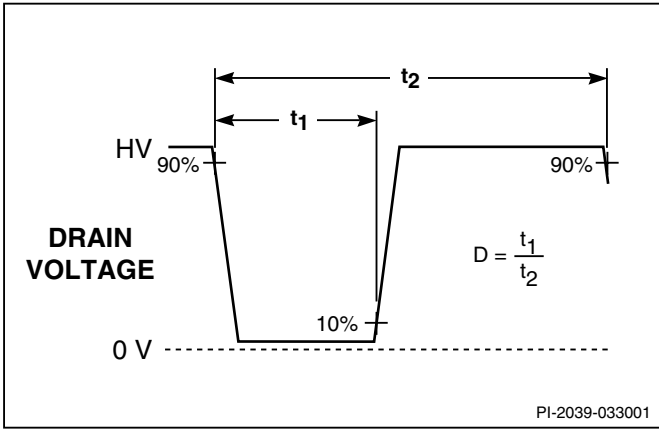 t2
t1
HV
90%
90%
DRAIN
VOLTAGE
D = t1
t2
10%
0 V
PI-2039-033001